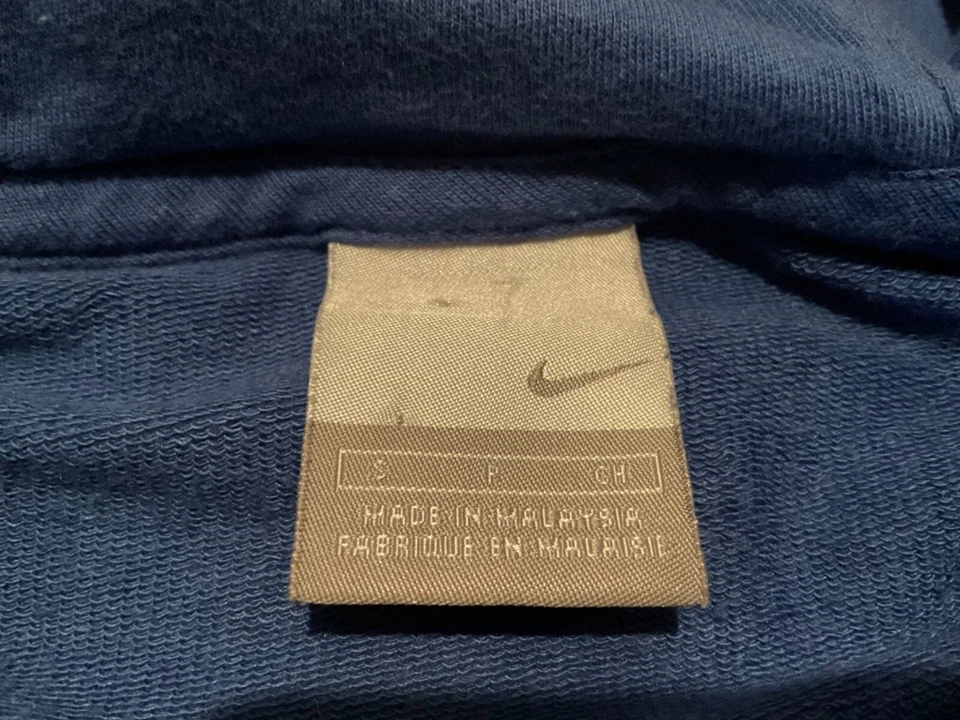 S P CH
MADE IN MALAYSIA
FABRIQUE EN MALAISIE